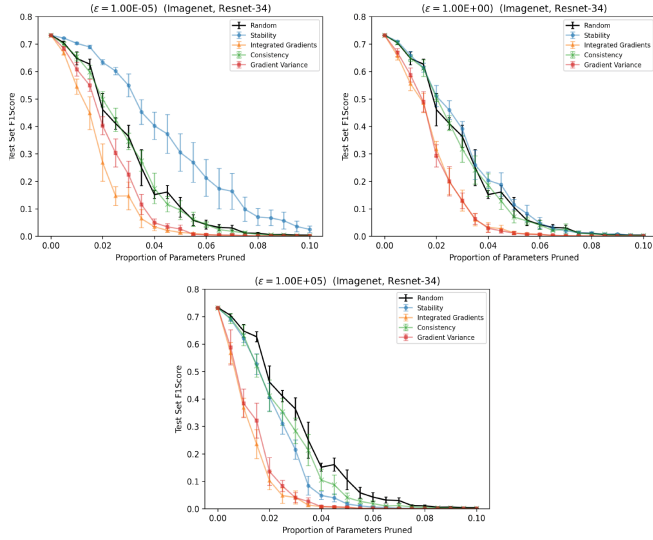 (ε = 1.00E-05) (Imagenet, Resnet-34)
Random
Stability
Integrated Gradients
Consistency
Gradient Variance
Test Set F1Score
0.8
0.7
0.6
0.5
0.4
0.3
0.2
0.1
0.0
0.00 0.02 0.04 0.06 0.08 0.10
Proportion of Parameters Pruned
(ε = 1.00E+00) (Imagenet, Resnet-34)
Random
Stability
Integrated Gradients
Consistency
Gradient Variance
Test Set F1Score
0.8
0.7
0.6
0.5
0.4
0.3
0.2
0.1
0.0
0.00 0.02 0.04 0.06 0.08 0.10
Proportion of Parameters Pruned
(ε = 1.00E+05) (Imagenet, Resnet-34)
Random
Stability
Integrated Gradients
Consistency
Gradient Variance
Test Set F1Score
0.8
0.7
0.6
0.5
0.4
0.3
0.2
0.1
0.0
0.00 0.02 0.04 0.06 0.08 0.10
Proportion of Parameters Pruned